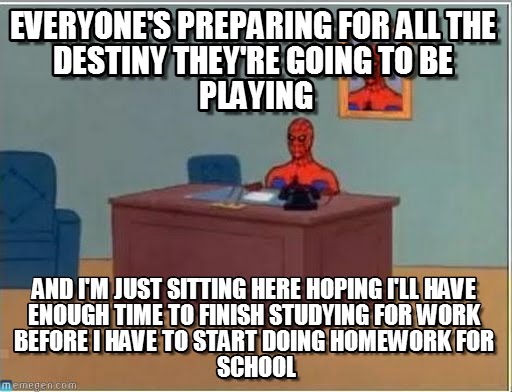 EVERYONE'S PREPARING FOR ALL THE
DESTINY THEY'RE GOING TO BE
PLAYING
AND I'M JUST SITTING HERE HOPING I'LL HAVE
ENOUGH TIME TO FINISH STUDYING FOR WORK
BEFORE I HAVE TO START DOING HOMEWORK FOR
SCHOOL
memegen.com